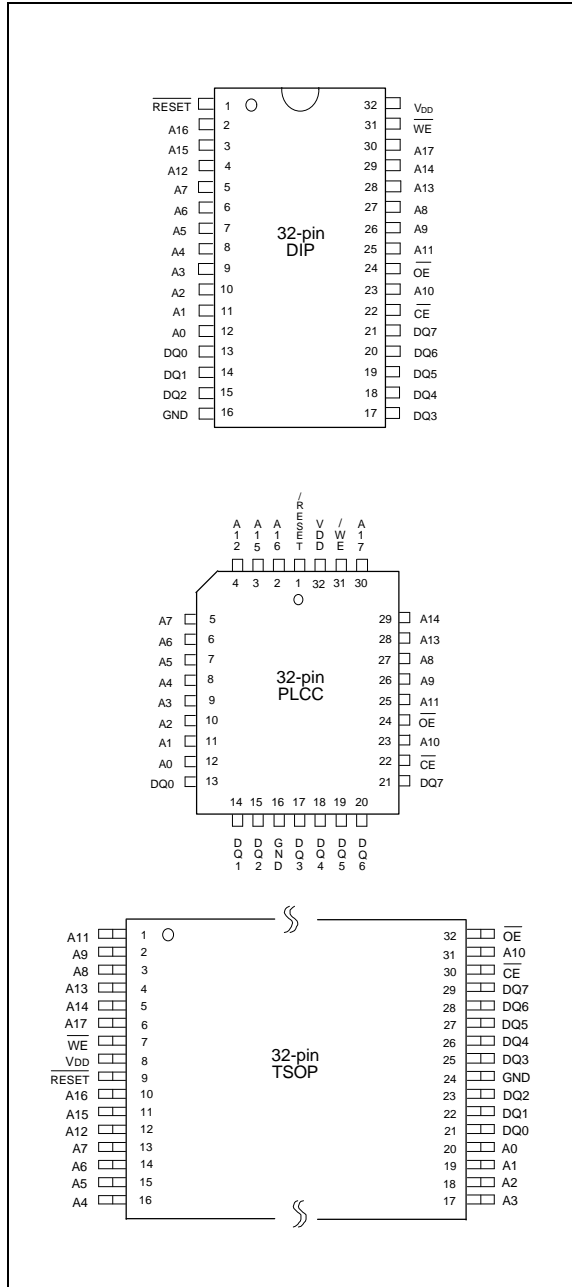 RESET 1 32 VDD
A16 2 31 WE
A15 3 30 A17
A12 4 29 A14
A7 5 28 A13
A6 6 27 A8
A5 7 26 A9
A4 8 25 A11
A3 9 24 OE
A2 10 23 A10
A1 11 22 CE
A0 12 21 DQ7
DQ0 13 20 DQ6
DQ1 14 19 DQ5
DQ2 15 18 DQ4
GND 16 17 DQ3
32-pin
DIP
A12 A15 A16 /RESET VDD /WE A17
4 3 2 1 32 31 30
A7 5 29 A14
A6 6 28 A13
A5 7 27 A8
A4 8 26 A9
A3 9 25 A11
A2 10 24 OE
A1 11 23 A10
A0 12 22 CE
DQ0 13 21 DQ7
32-pin
PLCC
14 15 16 17 18 19 20
DQ1 DQ2 GND DQ3 DQ4 DQ5 DQ6
A11 1 32 OE
A9 2 31 A10
A8 3 30 CE
A13 4 29 DQ7
A14 5 28 DQ6
A17 6 27 DQ5
WE 7 26 DQ4
VDD 8 25 DQ3
RESET 9 24 GND
A16 10 23 DQ2
A15 11 22 DQ1
A12 12 21 DQ0
A7 13 20 A0
A6 14 19 A1
A5 15 18 A2
A4 16 17 A3
32-pin
TSOP